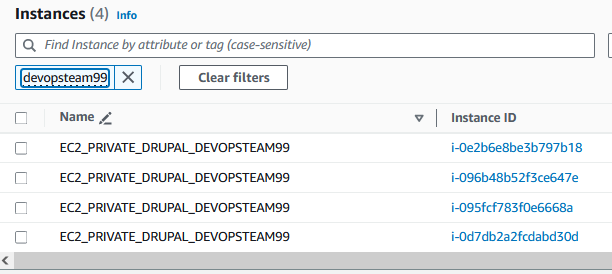 Instances (4) Info
Find Instance by attribute or tag (case-sensitive)
devopsteam99 Clear filters
Name Instance ID
EC2_PRIVATE_DRUPAL_DEVOPSTEAM99 i-0e2b6e8be3b797b18
EC2_PRIVATE_DRUPAL_DEVOPSTEAM99 i-096b48b52f3ce647e
EC2_PRIVATE_DRUPAL_DEVOPSTEAM99 i-095fcf783f0e6668a
EC2_PRIVATE_DRUPAL_DEVOPSTEAM99 i-0d7db2a2fcdabd30d